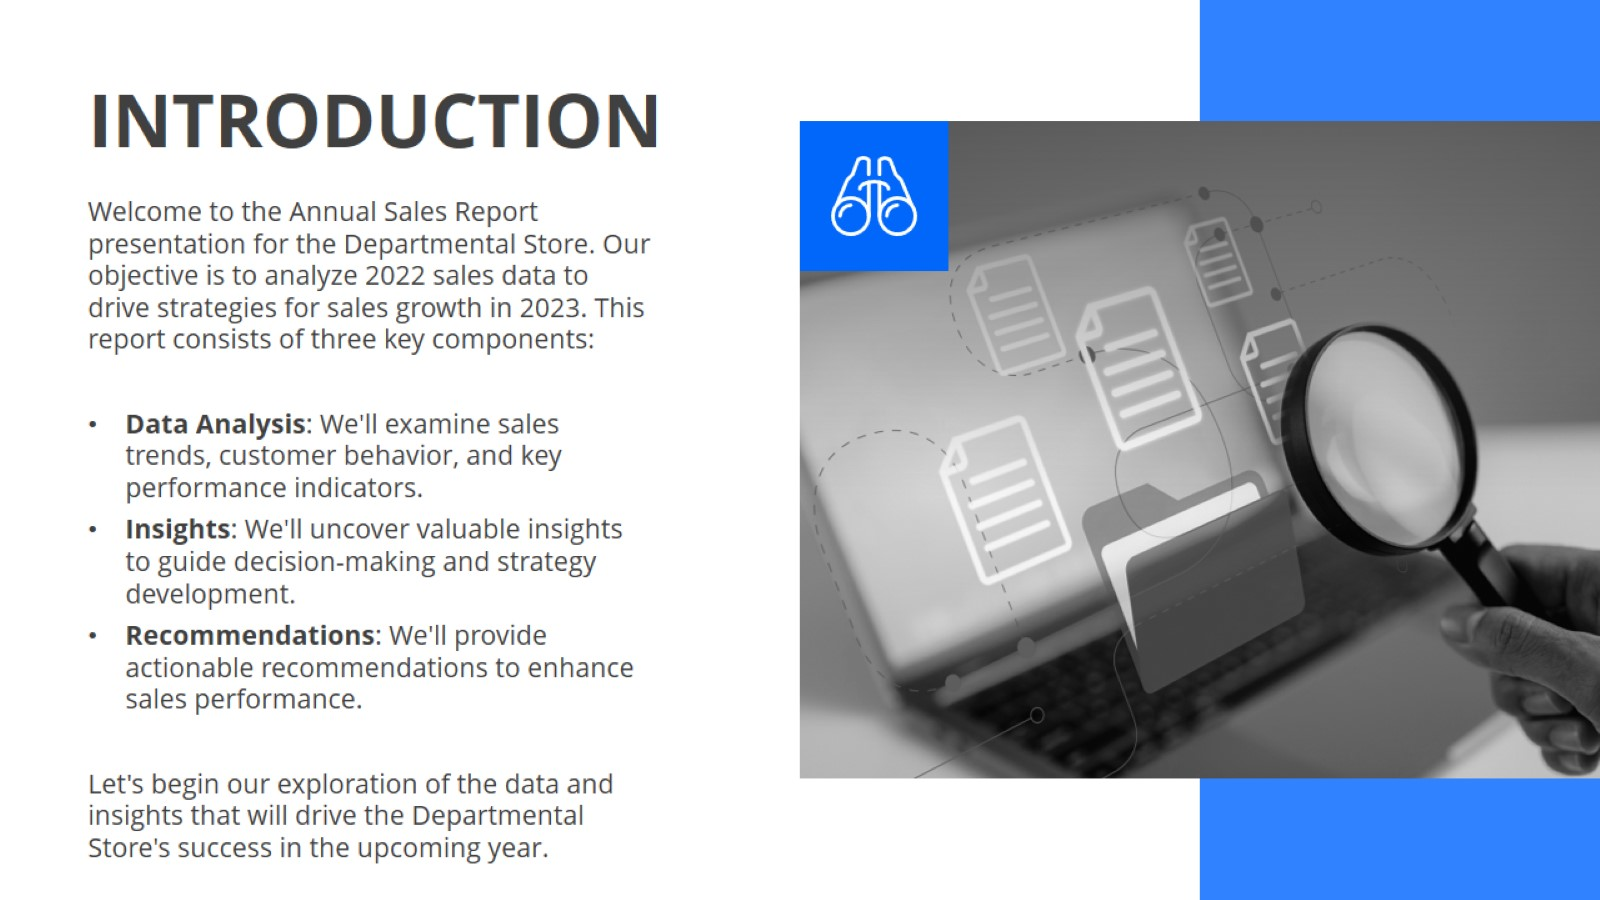 INTRODUCTION
Welcome to the Annual Sales Report
presentation for the Departmental Store. Our
objective is to analyze 2022 sales data to
drive strategies for sales growth in 2023. This
report consists of three key components:
• Data Analysis: We'll examine sales
trends, customer behavior, and key
performance indicators.
• Insights: We'll uncover valuable insights
to guide decision-making and strategy
development.
• Recommendations: We'll provide
actionable recommendations to enhance
sales performance.
Let's begin our exploration of the data and
insights that will drive the Departmental
Store's success in the upcoming year.